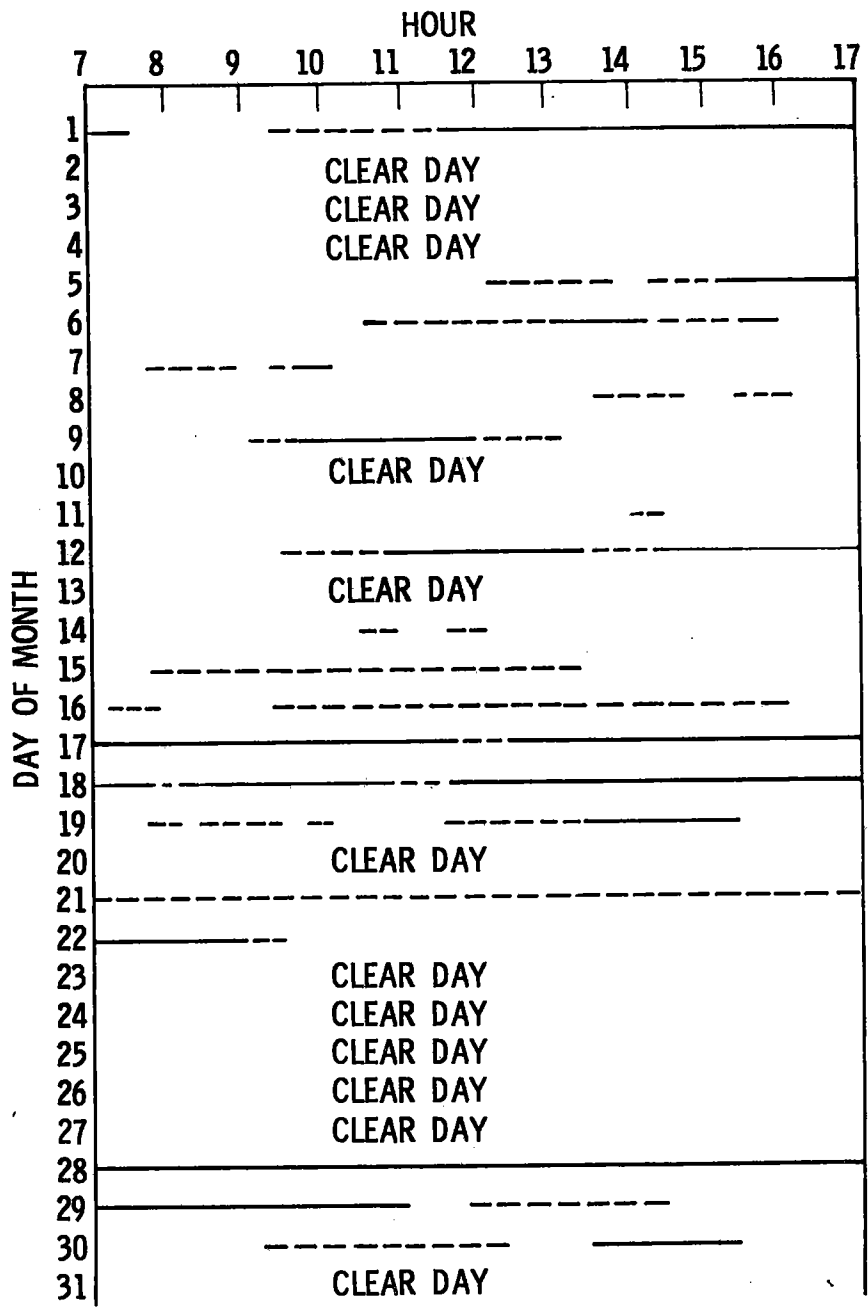 HOUR
7 8 9 10 11 12 13 14 15 16 17
DAY OF MONTH
1
2 CLEAR DAY
3 CLEAR DAY
4 CLEAR DAY
5
6
7
8
9
10 CLEAR DAY
11
12
13 CLEAR DAY
14
15
16
17
18
19
20 CLEAR DAY
21
22
23 CLEAR DAY
24 CLEAR DAY
25 CLEAR DAY
26 CLEAR DAY
27 CLEAR DAY
28
29
30
31 CLEAR DAY